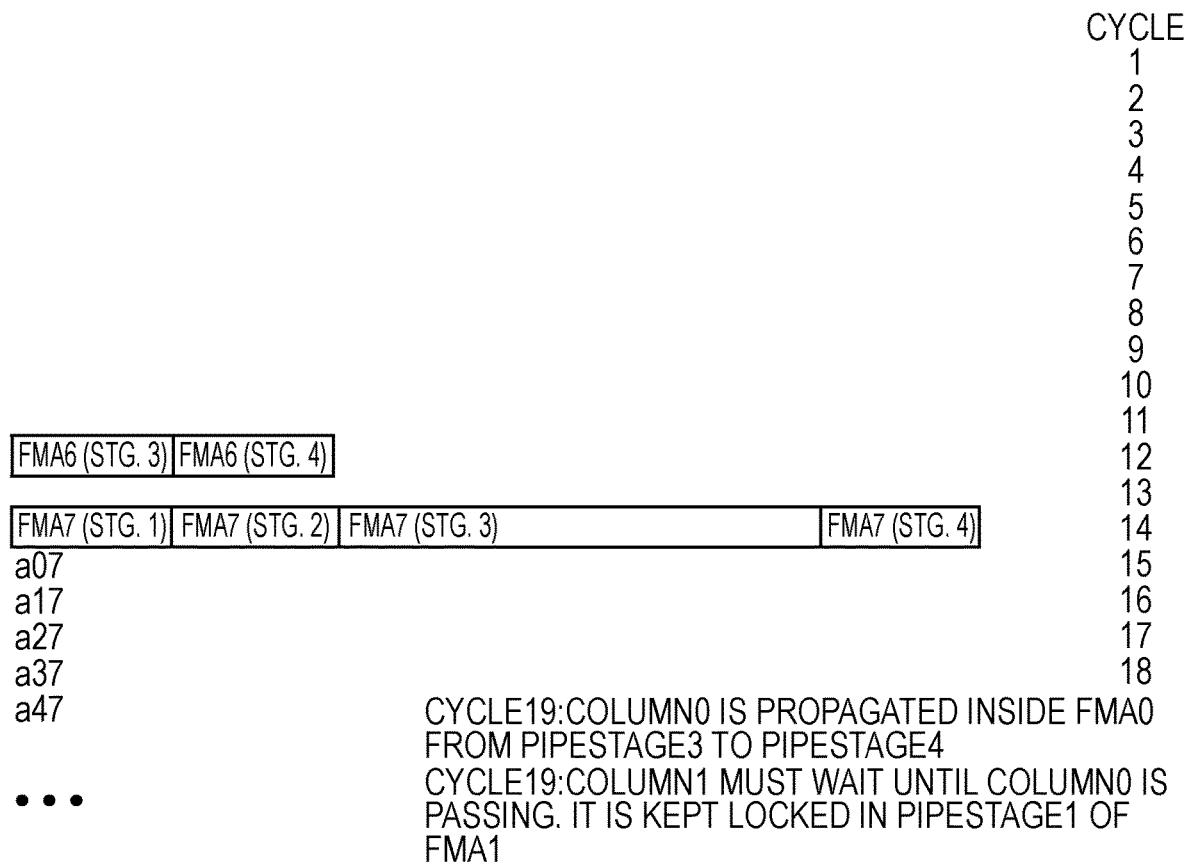 CYCLE
1
2
3
4
5
6
7
8
9
10
11
FMA6 (STG. 3) FMA6 (STG. 4) 12
13
FMA7 (STG. 1) FMA7 (STG. 2) FMA7 (STG. 3) FMA7 (STG. 4) 14
a07 15
a17 16
a27 17
a37 18
a47 CYCLE19:COLUMN0 IS PROPAGATED INSIDE FMA0
FROM PIPESTAGE3 TO PIPESTAGE4
CYCLE19:COLUMN1 MUST WAIT UNTIL COLUMN0 IS
• • • PASSING. IT IS KEPT LOCKED IN PIPESTAGE1 OF
FMA1